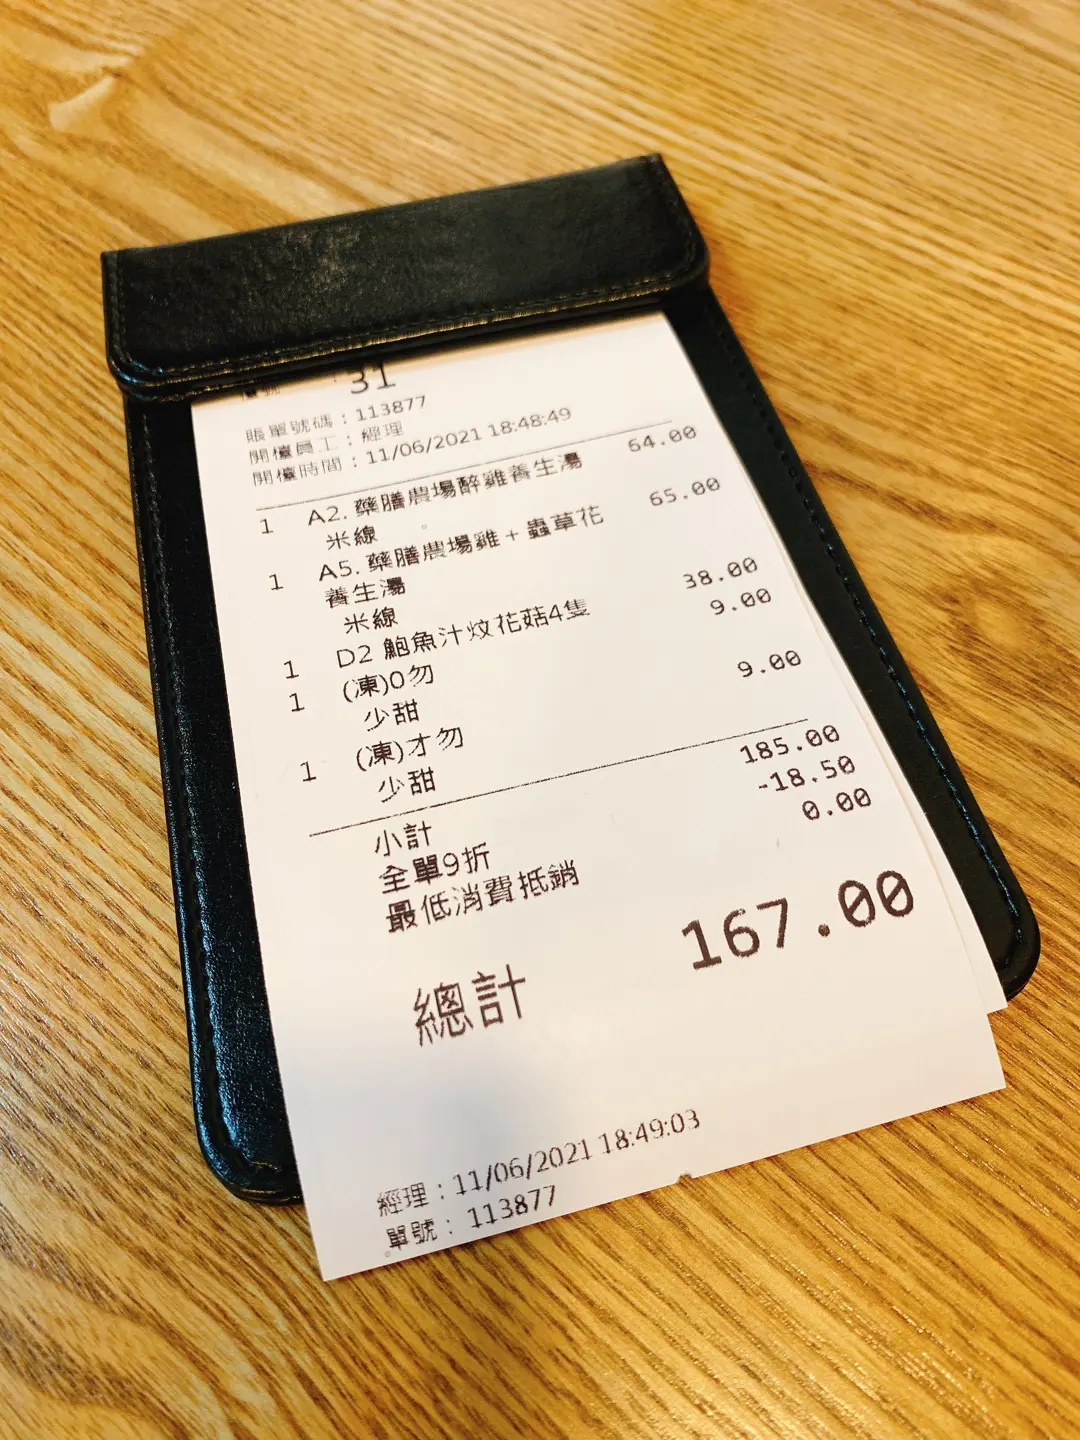 31
賬單號碼：113877
開檯員工：經理
開檯時間：11/06/2021 18:48:49
1 A2. 藥膳農場醉雞養生湯 64.00
米線
1 A5. 藥膳農場雞＋蟲草花 65.00
養生湯
米線
1 D2 鮑魚汁炆花菇4隻 38.00
1 (凍)0勿 9.00
少甜
1 (凍)才勿 9.00
少甜
小計 185.00
全單9折 -18.50
最低消費抵銷 0.00
總計 167.00
經理：11/06/2021 18:49:03
單號：113877